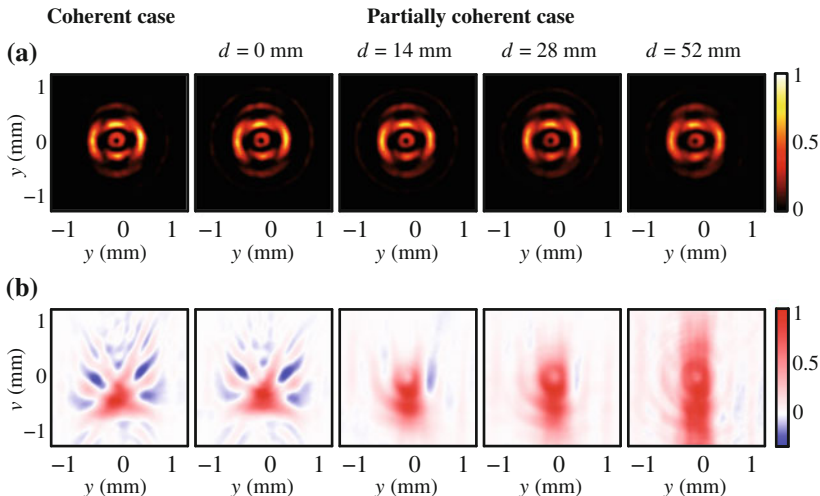 Coherent case Partially coherent case
(a) d = 0 mm d = 14 mm d = 28 mm d = 52 mm
1 1
y (mm) 0 0.5
−1 0
−1 0 1 −1 0 1 −1 0 1 −1 0 1 −1 0 1
y (mm) y (mm) y (mm) y (mm) y (mm)
(b)
1 1
v (mm) 0 0.5
−1 0
−1 0 1 −1 0 1 −1 0 1 −1 0 1 −1 0 1
y (mm) y (mm) y (mm) y (mm) y (mm)